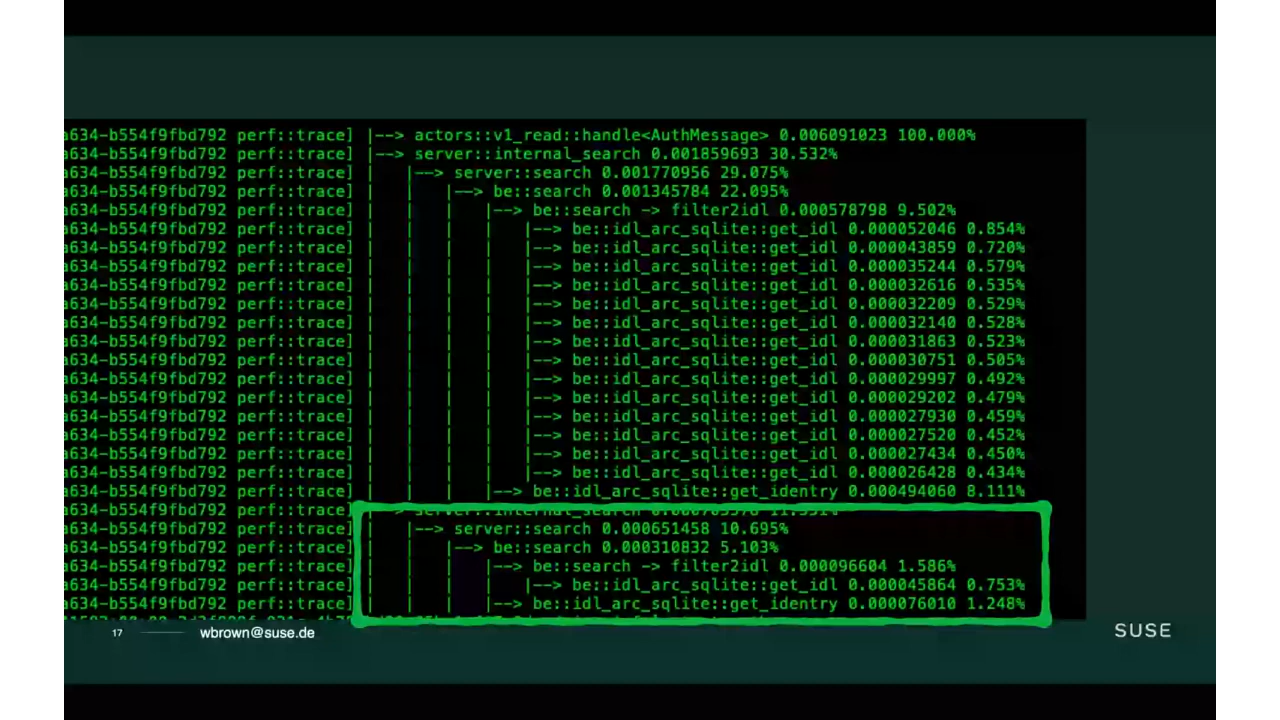 a634-b554f9fbd792 perf::trace] |--> actors::v1_read::handle<AuthMessage> 0.006091023 100.000%
a634-b554f9fbd792 perf::trace] |--> server::internal_search 0.001859693 30.532%
a634-b554f9fbd792 perf::trace] | |--> server::search 0.001770956 29.075%
a634-b554f9fbd792 perf::trace] | | |--> be::search 0.001345784 22.095%
a634-b554f9fbd792 perf::trace] | | | |--> be::search -> filter2idl 0.000578798 9.502%
a634-b554f9fbd792 perf::trace] | | | | |--> be::idl_arc_sqlite::get_idl 0.000052046 0.854%
a634-b554f9fbd792 perf::trace] | | | | |--> be::idl_arc_sqlite::get_idl 0.000043859 0.720%
a634-b554f9fbd792 perf::trace] | | | | |--> be::idl_arc_sqlite::get_idl 0.000035244 0.579%
a634-b554f9fbd792 perf::trace] | | | | |--> be::idl_arc_sqlite::get_idl 0.000032616 0.535%
a634-b554f9fbd792 perf::trace] | | | | |--> be::idl_arc_sqlite::get_idl 0.000032209 0.529%
a634-b554f9fbd792 perf::trace] | | | | |--> be::idl_arc_sqlite::get_idl 0.000032140 0.528%
a634-b554f9fbd792 perf::trace] | | | | |--> be::idl_arc_sqlite::get_idl 0.000031863 0.523%
a634-b554f9fbd792 perf::trace] | | | | |--> be::idl_arc_sqlite::get_idl 0.000030751 0.505%
a634-b554f9fbd792 perf::trace] | | | | |--> be::idl_arc_sqlite::get_idl 0.000029997 0.492%
a634-b554f9fbd792 perf::trace] | | | | |--> be::idl_arc_sqlite::get_idl 0.000029202 0.479%
a634-b554f9fbd792 perf::trace] | | | | |--> be::idl_arc_sqlite::get_idl 0.000027930 0.459%
a634-b554f9fbd792 perf::trace] | | | | |--> be::idl_arc_sqlite::get_idl 0.000027520 0.452%
a634-b554f9fbd792 perf::trace] | | | | |--> be::idl_arc_sqlite::get_idl 0.000027434 0.450%
a634-b554f9fbd792 perf::trace] | | | | |--> be::idl_arc_sqlite::get_idl 0.000026428 0.434%
a634-b554f9fbd792 perf::trace] | | | |--> be::idl_arc_sqlite::get_identry 0.000494060 8.111%
a634-b554f9fbd792 perf::trace] |--> server::internal_search
a634-b554f9fbd792 perf::trace] | |--> server::search 0.000651458 10.695%
a634-b554f9fbd792 perf::trace] | | |--> be::search 0.000310832 5.103%
a634-b554f9fbd792 perf::trace] | | | |--> be::search -> filter2idl 0.000096604 1.586%
a634-b554f9fbd792 perf::trace] | | | | |--> be::idl_arc_sqlite::get_idl 0.000045864 0.753%
a634-b554f9fbd792 perf::trace] | | | |--> be::idl_arc_sqlite::get_identry 0.000076010 1.248%
17 wbrown@suse.de
SUSE